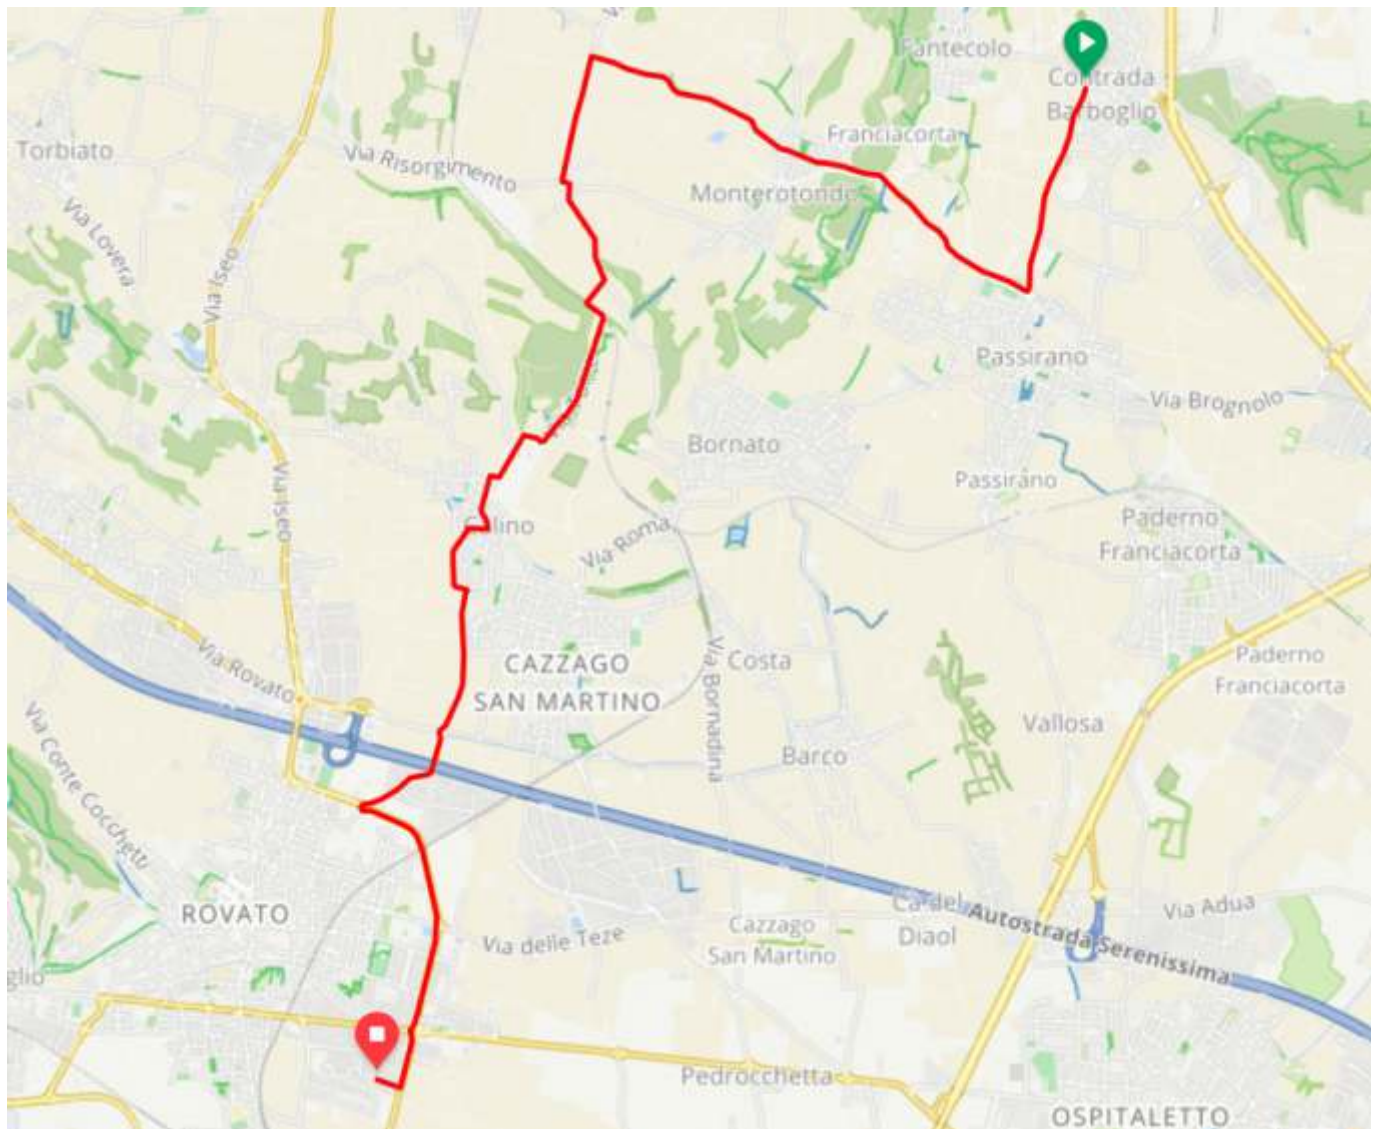 Fantecolo
Contrada
Barboglio
Franciacorta
Torbiato
Via Risorgimento
Monterotondo
Via Lovera
Via Iseo
Passirano
Via Brognolo
Bornato
Via Iseo
Passirano
Calino
Via Roma
Paderno
Franciacorta
CAZZAGO
SAN MARTINO
Costa
Via Bornadina
Via Rovato
Paderno
Franciacorta
Via Conte Cocchetti
Vallosa
Barco
ROVATO
Ca del
Diaol
Autostrada Serenissima
Via Adua
Via delle Teze
Cazzago
San Martino
glio
Pedrocchetta
OSPITALETTO